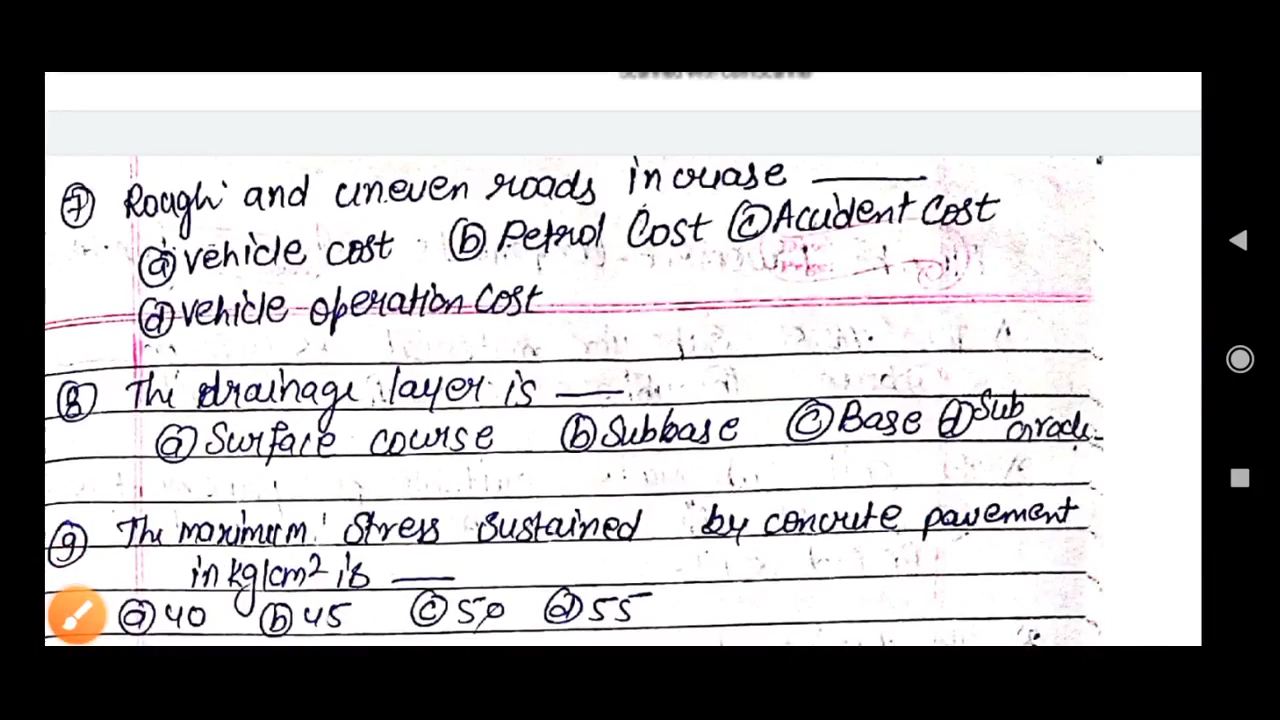 ⑦ Rough and uneven roads increase ____
ⓐ vehicle cost ⓑ Petrol Cost ⓒ Accident Cost
ⓓ vehicle operation Cost
⑧ The drainage layer is ____
ⓐ Surface course ⓑ Subbase ⓒ Base ⓓ Sub
Grade
⑨ The maximum stress sustained by concrete pavement
in kg/cm² is ____
ⓐ 40 ⓑ 45 ⓒ 50 ⓓ 55